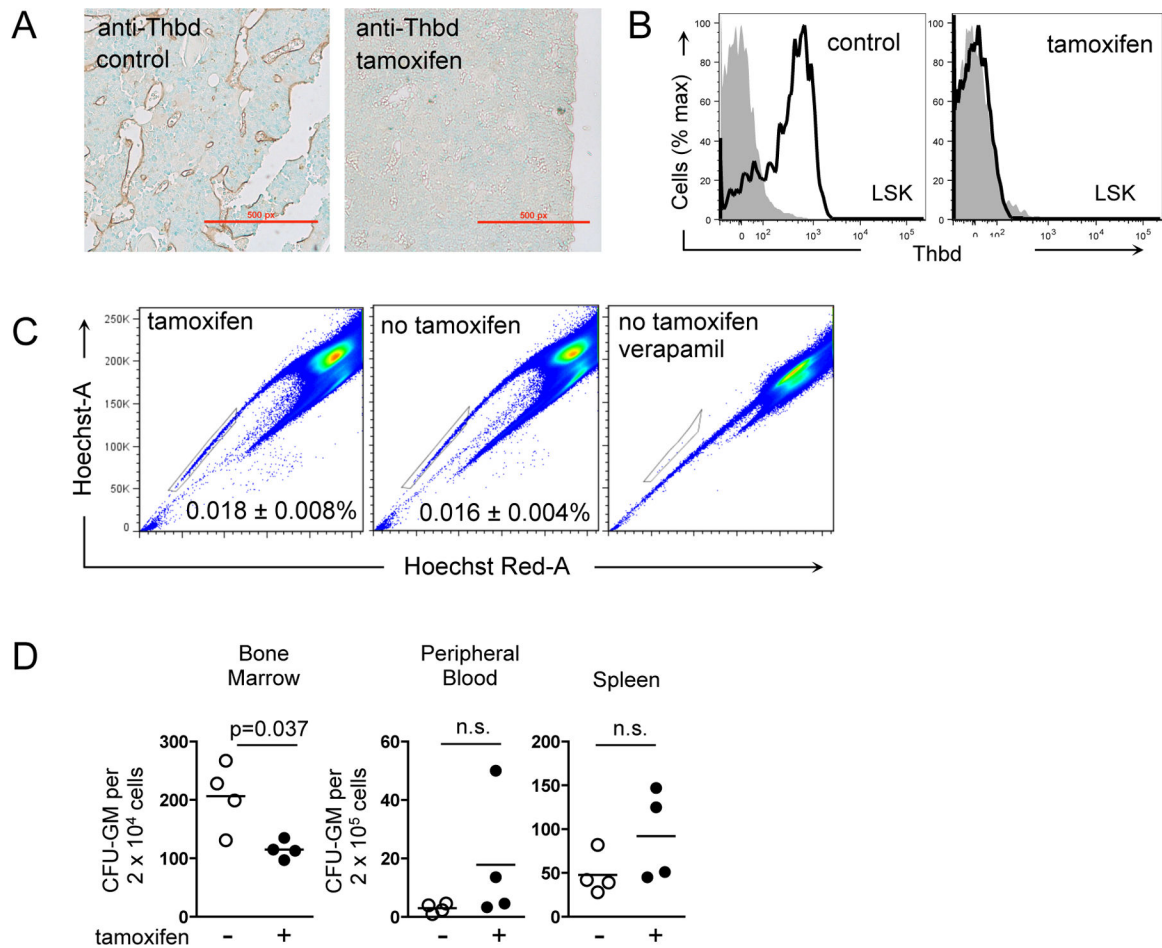 A
anti-Thbd
control
500 px
anti-Thbd
tamoxifen
500 px
B
Cells (% max)
100
80
60
40
20
0
control
LSK
0 10² 10³ 10⁴ 10⁵
100
80
60
40
20
0
tamoxifen
LSK
0 10² 10³ 10⁴ 10⁵
Thbd
C
Hoechst-A
250K
200K
150K
100K
50K
0
tamoxifen
0.018 ± 0.008%
no tamoxifen
0.016 ± 0.004%
no tamoxifen
verapamil
Hoechst Red-A
D
Bone
Marrow
p=0.037
CFU-GM per
2 x 10⁴ cells
300
200
100
0
tamoxifen - +
Peripheral
Blood
n.s.
CFU-GM per
2 x 10⁵ cells
60
40
20
0
- +
Spleen
n.s.
200
150
100
50
0
- +